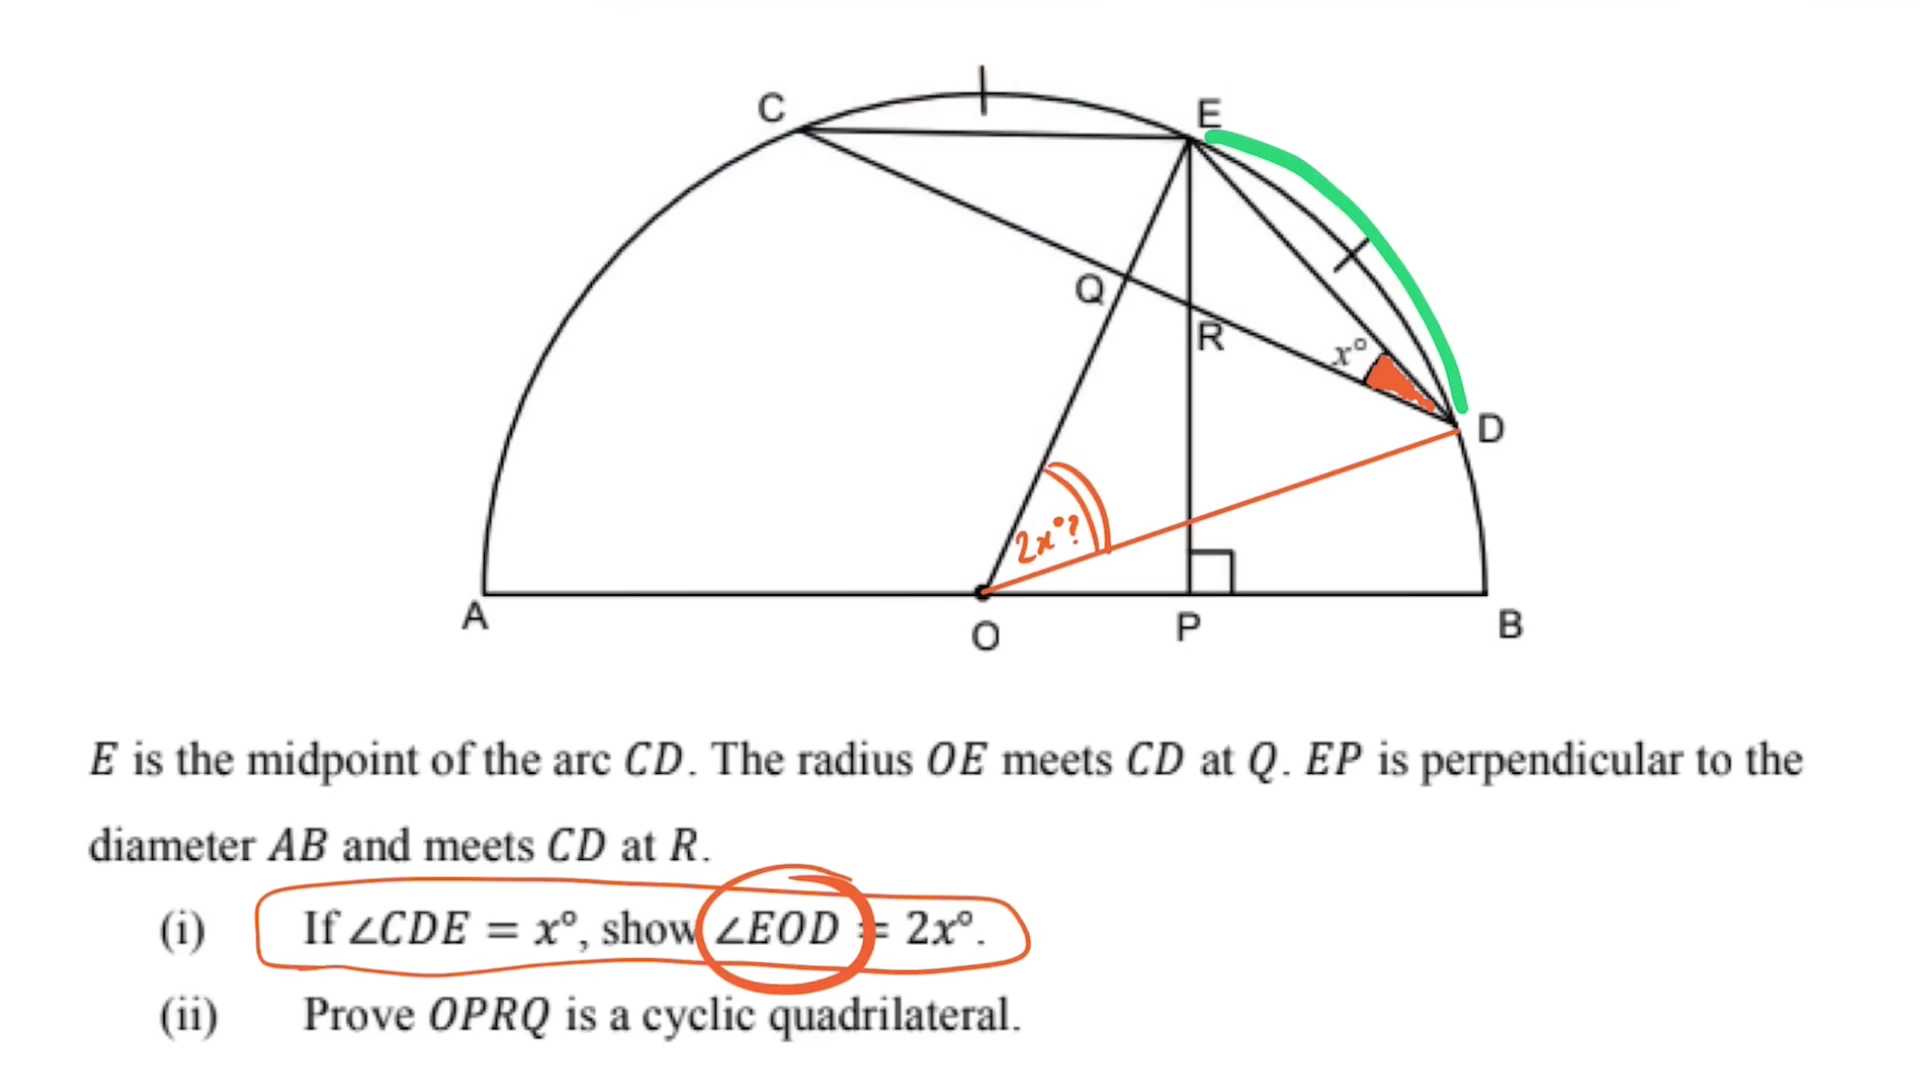 C
E
Q
R
x°
D
2x°?
A
O
P
B
E is the midpoint of the arc CD. The radius OE meets CD at Q. EP is perpendicular to the
diameter AB and meets CD at R.
(i) If ∠CDE = x°, show ∠EOD = 2x°.
(ii) Prove OPRQ is a cyclic quadrilateral.